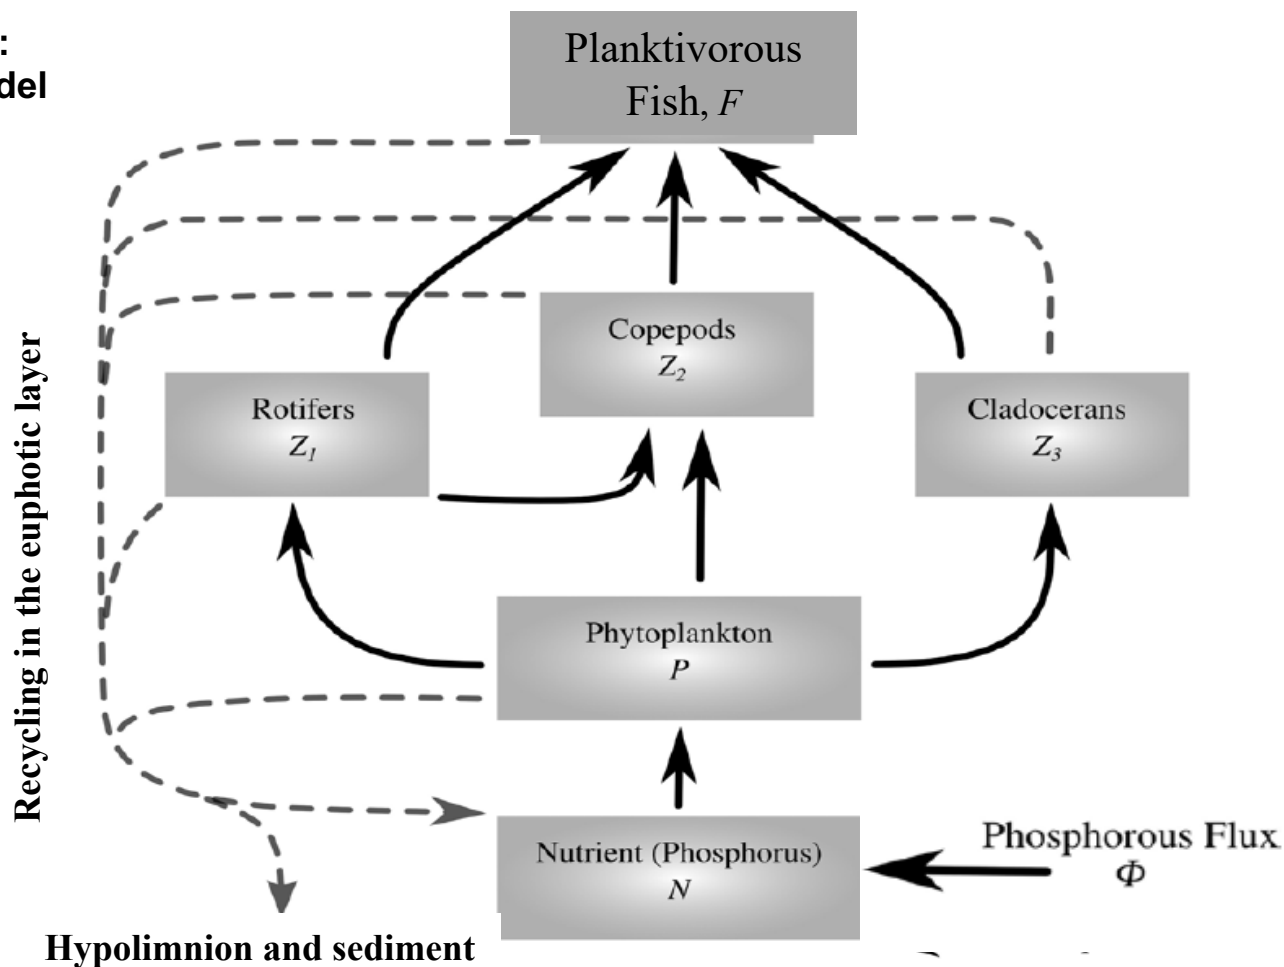 :
del
Planktivorous
Fish, F
Copepods
Z2
Rotifers
Z1
Cladocerans
Z3
Recycling in the euphotic layer
Phytoplankton
P
Nutrient (Phosphorus)
N
Phosphorous Flux
Φ
Hypolimnion and sediment